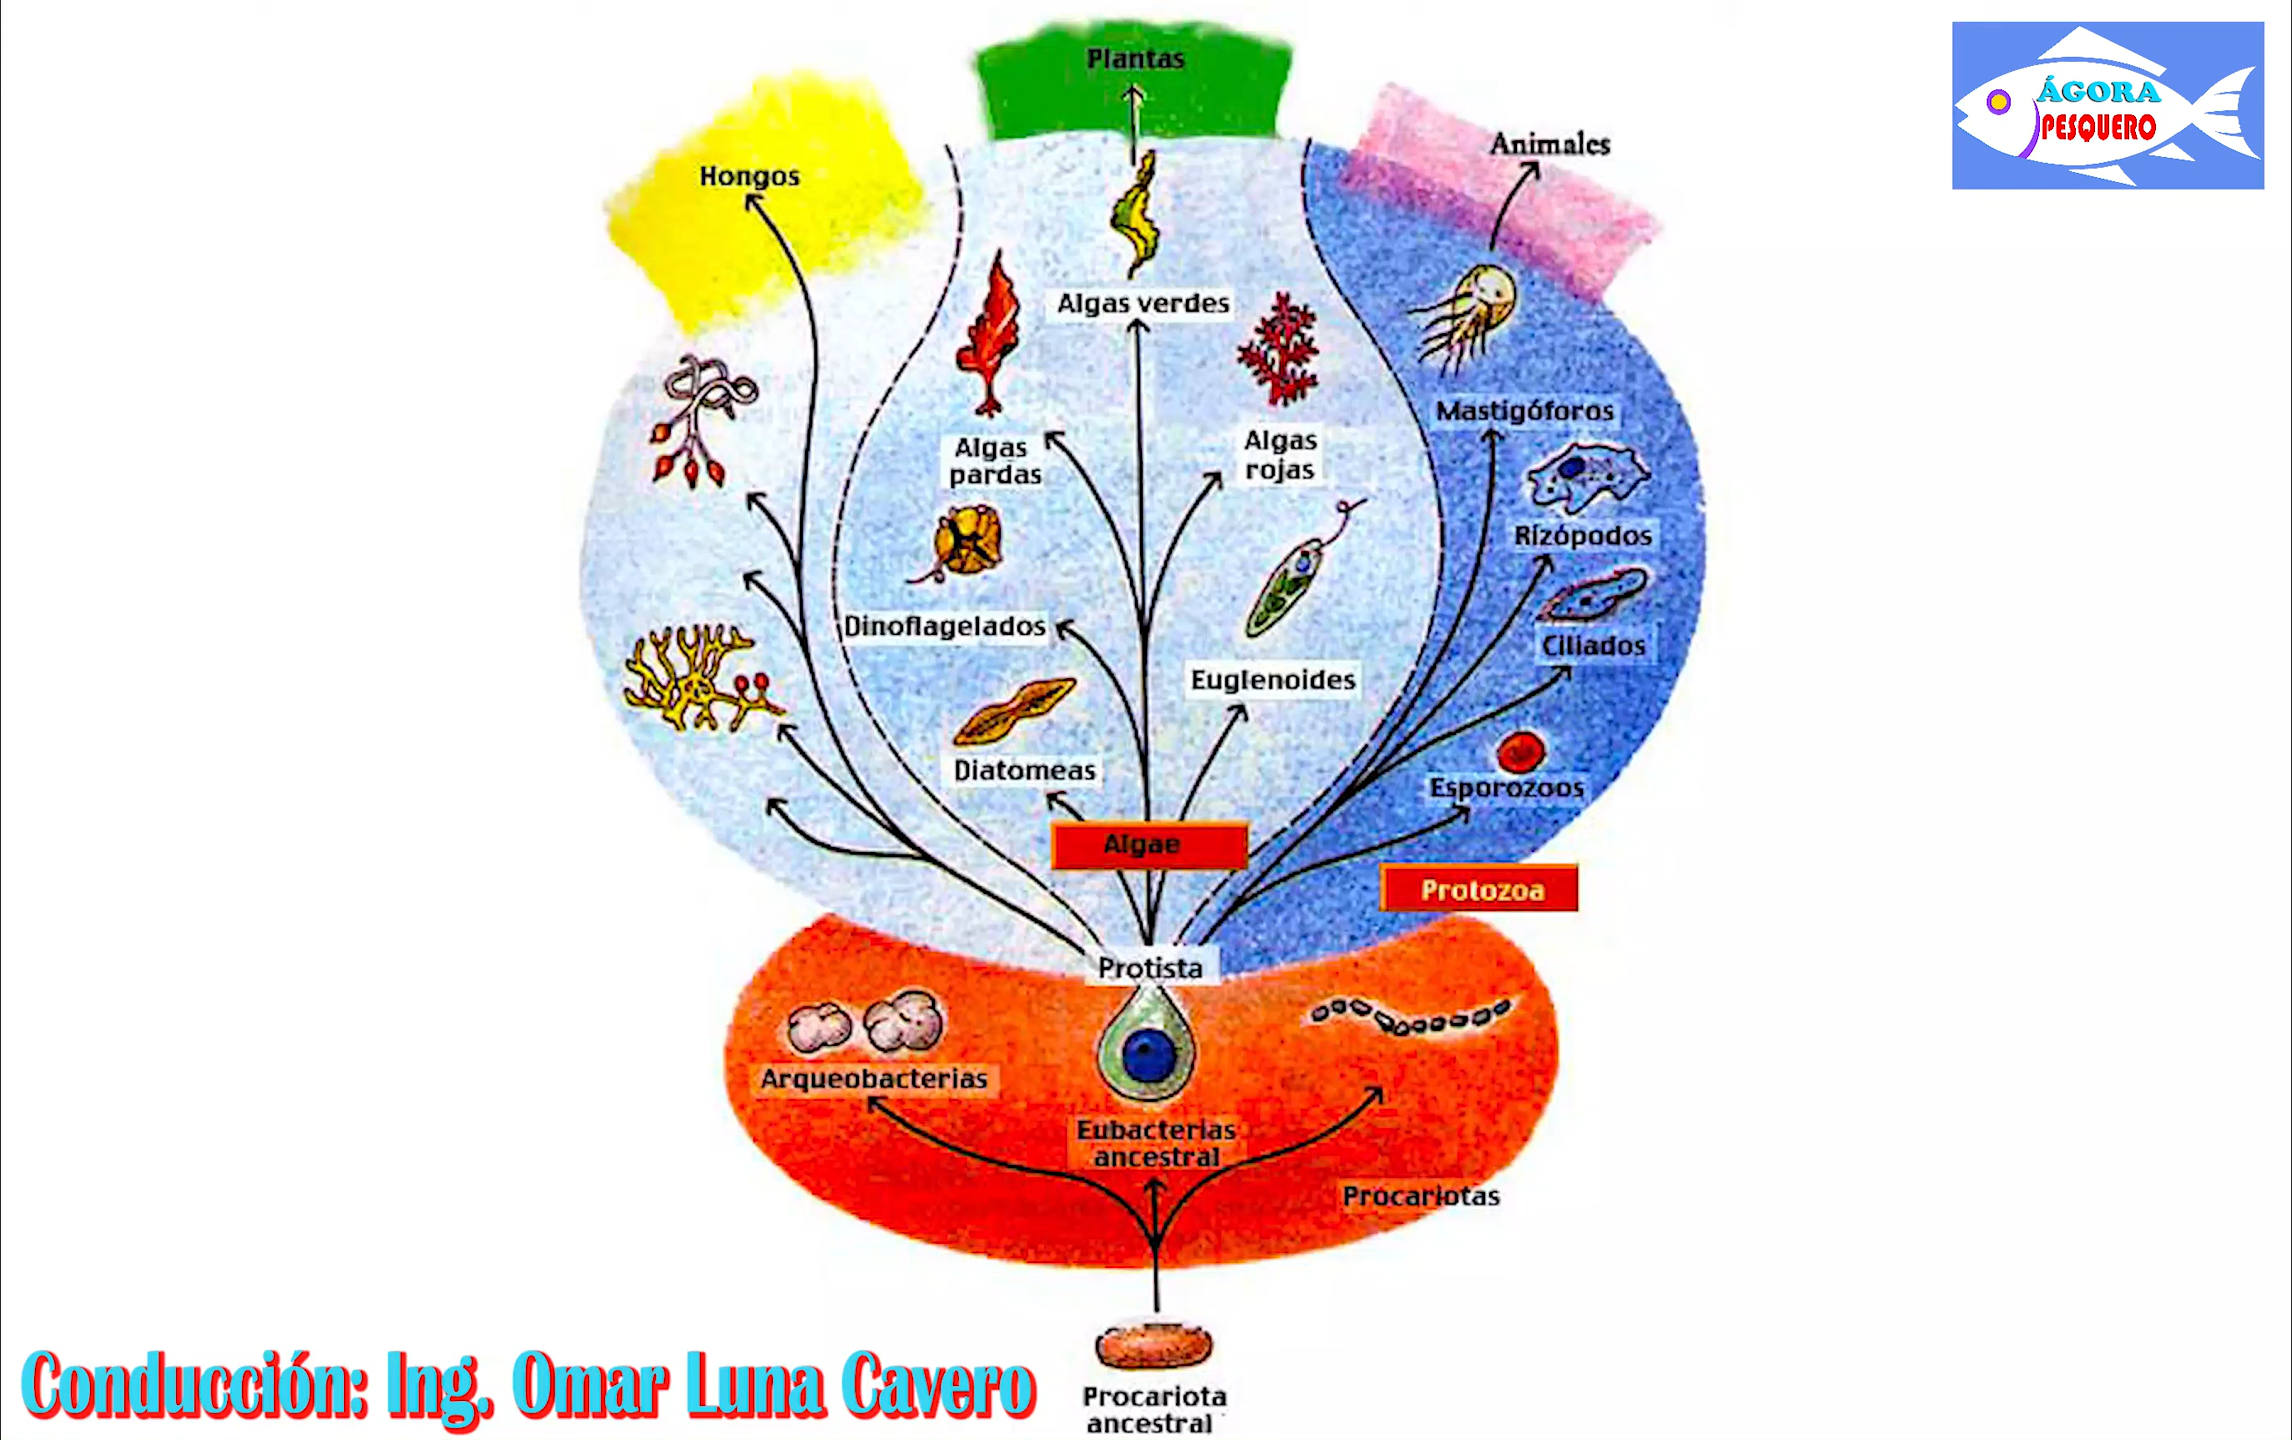 Plantas
ÁGORA
PESQUERO
Animales
Hongos
Algas verdes
Mastigóforos
Algas
pardas
Algas
rojas
Rizópodos
Dinoflagelados
Ciliados
Euglenoides
Diatomeas
Esporozoos
Algae
Protozoa
Protista
Arqueobacterias
Eubacterias
ancestral
Procariotas
Conducción: Ing. Omar Luna Cavero
Procariota
ancestral